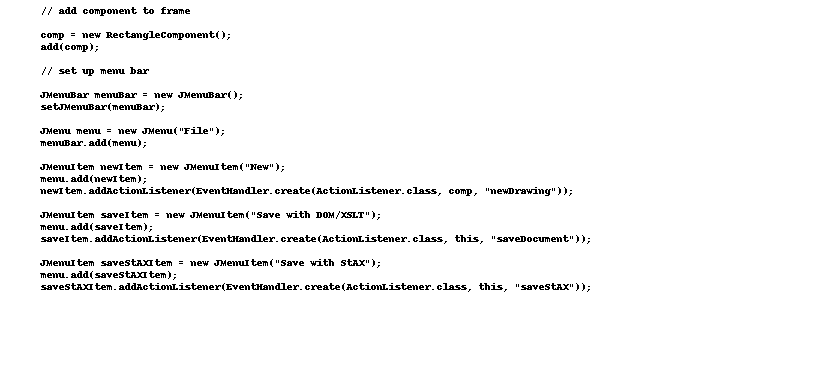 // add component to frame
comp = new RectangleComponent();
add(comp);
// set up menu bar
JMenuBar menuBar = new JMenuBar();
setJMenuBar(menuBar);
JMenu menu = new JMenu("File");
menuBar.add(menu);
JMenuItem newItem = new JMenuItem("New");
menu.add(newItem);
newItem.addActionListener(EventHandler.create(ActionListener.class, comp, "newDrawing"));
JMenuItem saveItem = new JMenuItem("Save with DOM/XSLT");
menu.add(saveItem);
saveItem.addActionListener(EventHandler.create(ActionListener.class, this, "saveDocument"));
JMenuItem saveStAXItem = new JMenuItem("Save with StAX");
menu.add(saveStAXItem);
saveStAXItem.addActionListener(EventHandler.create(ActionListener.class, this, "saveStAX"));